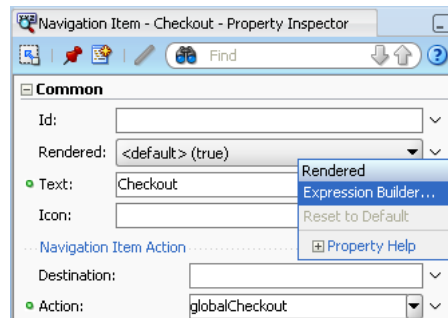 Navigation Item - Checkout - Property Inspector
Find
Common
Id:
Rendered: <default> (true)
Rendered
Text: Checkout
Expression Builder...
Icon:
Reset to Default
Navigation Item Action
Property Help
Destination:
Action: globalCheckout